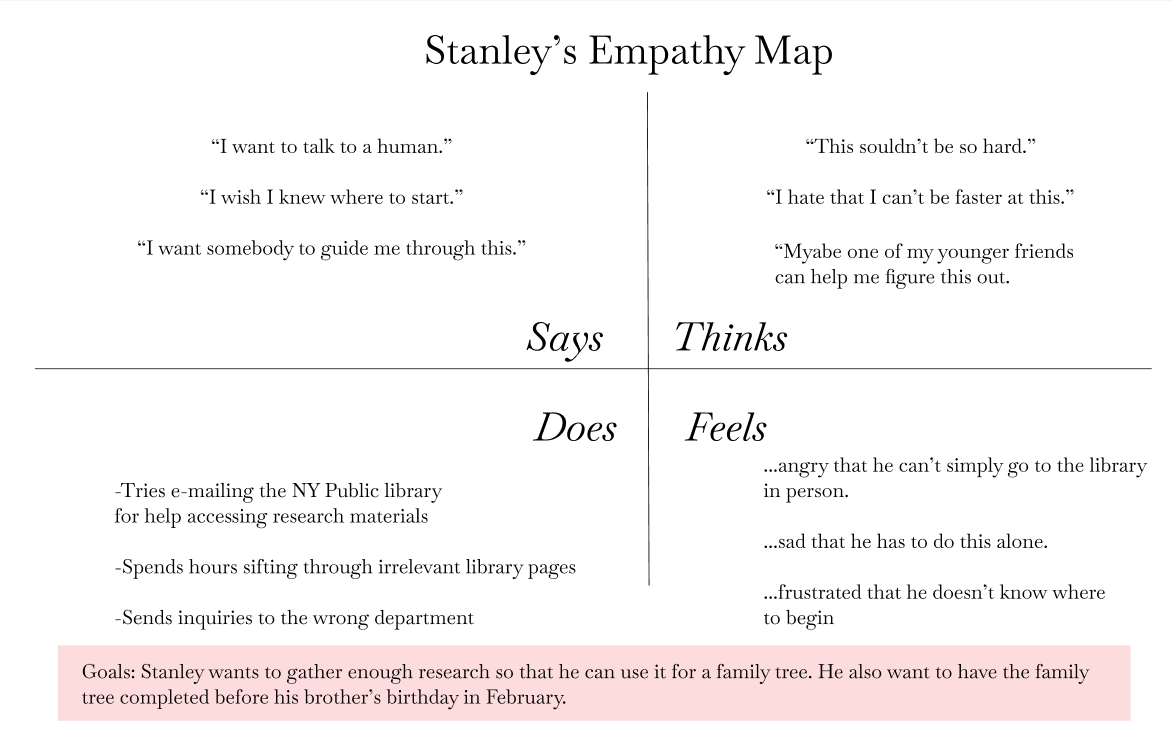 Stanley’s Empathy Map
“I want to talk to a human.”
“I wish I knew where to start.”
“I want somebody to guide me through this.”
Says
“This souldn’t be so hard.”
“I hate that I can’t be faster at this.”
“Myabe one of my younger friends
can help me figure this out.
Thinks
Does
-Tries e-mailing the NY Public library
for help accessing research materials
-Spends hours sifting through irrelevant library pages
-Sends inquiries to the wrong department
Feels
...angry that he can’t simply go to the library
in person.
...sad that he has to do this alone.
...frustrated that he doesn’t know where
to begin
Goals: Stanley wants to gather enough research so that he can use it for a family tree. He also want to have the family
tree completed before his brother’s birthday in February.